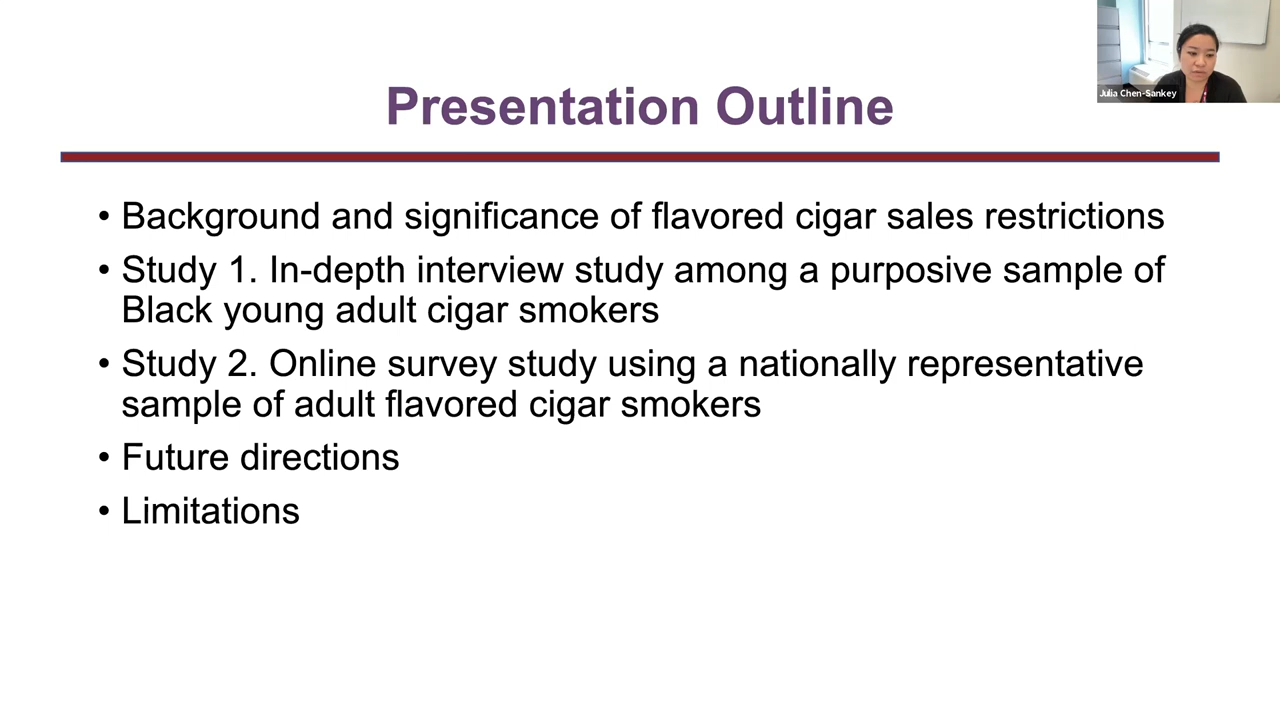 Julia Chen-Sankey
Presentation Outline
• Background and significance of flavored cigar sales restrictions
• Study 1. In-depth interview study among a purposive sample of
Black young adult cigar smokers
• Study 2. Online survey study using a nationally representative
sample of adult flavored cigar smokers
• Future directions
• Limitations